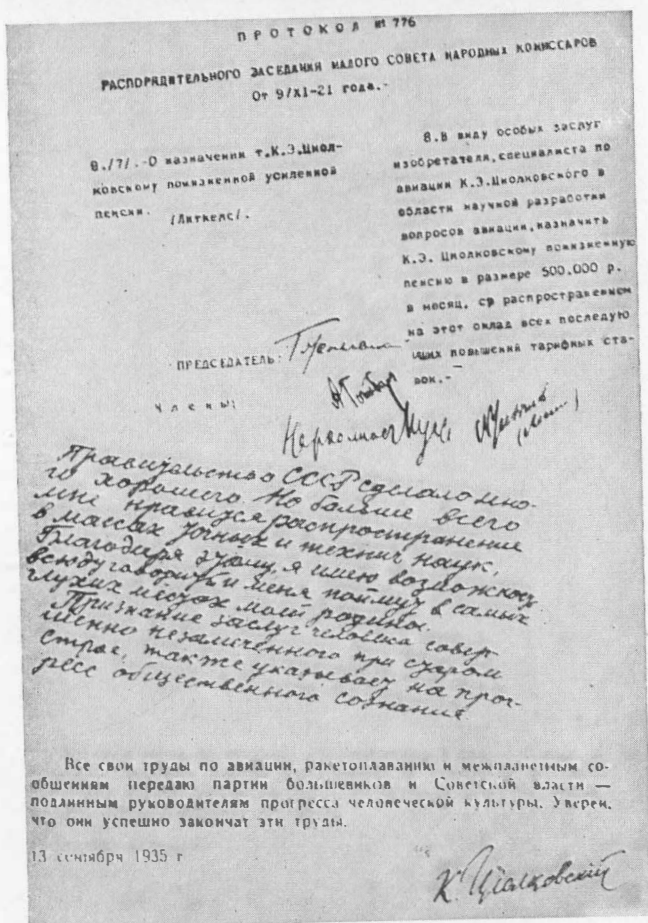 ПРОТОКОЛ № 776
РАСПОРЯДИТЕЛЬНОГО ЗАСЕДАНИЯ МАЛОГО СОВЕТА НАРОДНЫХ КОМИССАРОВ
От 9/XI-21 года.-
8./7/.-О назначении т.К.Э.Циол-
ковскому пожизненной усиленной
пенсии.
/Литкенс/.
8.В виду особых заслуг
изобретателя,специалиста по
авиации К.Э.Циолковского в
области научной разработки
вопросов авиации,назначить
К.Э. Циолковскому пожизненную
пенсию в размере 500.000 р.
в месяц, с распространением
на этот оклад всех последую
щих повышений тарифных ста-
вок.-
ПРЕДСЕДАТЕЛЬ:
Члены:
Правительство СССР сделало мно-
го хорошего. Но больше всего
мне нравится распространение
в массах точных и технич наук.
Благодаря этому, я имею возможность
всюду говорить и меня поймут в самых
глухих местах моей родины.
Признание заслуг человека совер-
шенно незамеченного при старом
строе, также указывает на прог-
ресс общественного сознания
Все свои труды по авиации, ракетоплаванию и межпланетным со-
общениям передаю партии большевиков и Советской власти —
подлинным руководителям прогресса человеческой культуры. Уверен,
что они успешно закончат эти труды.
13 сентября 1935 г
К. Циолковский